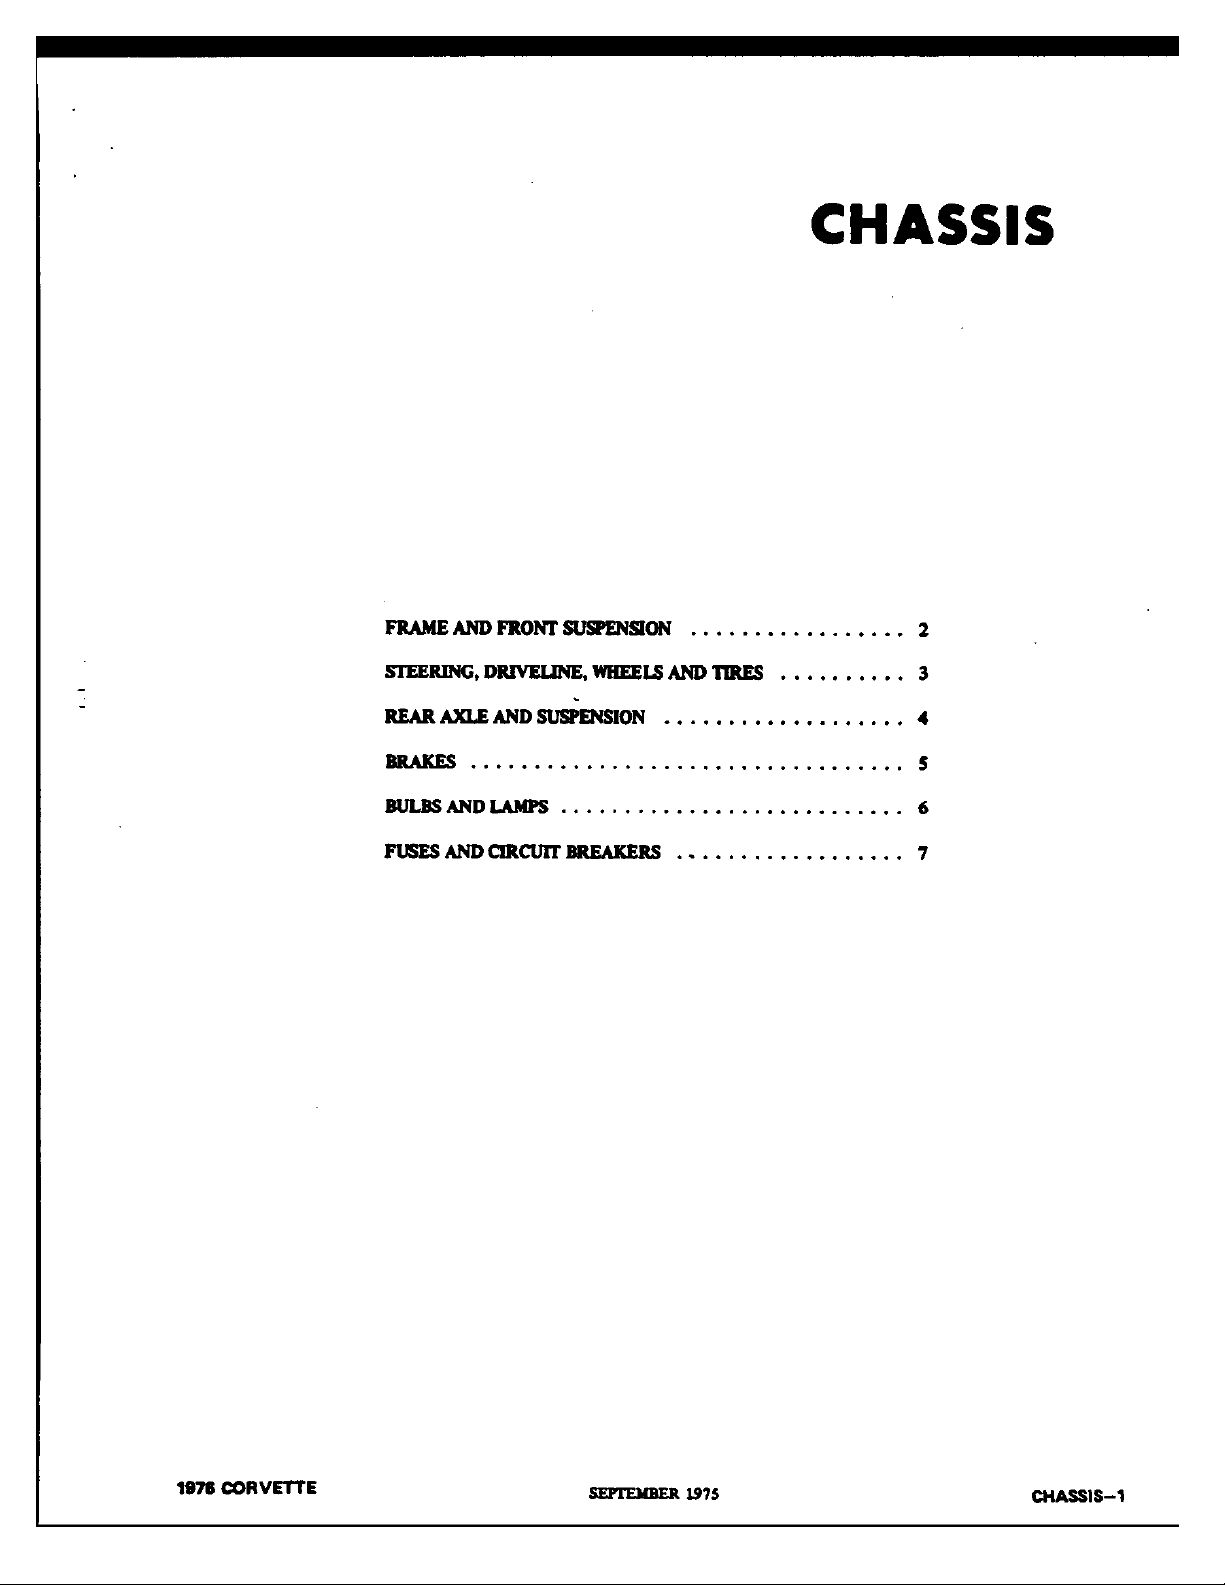 CHASSIS
FRAME AND FRONT SUSPENSION ................. 2
STEERING, DRIVELINE, WHEELS AND TIRES .......... 3
REAR AXLE AND SUSPENSION ................... 4
BRAKES .................................. 5
BULBS AND LAMPS ........................... 6
FUSES AND CIRCUIT BREAKERS .................. 7
1976 CORVETTE
SEPTEMBER 1975
CHASSIS–1